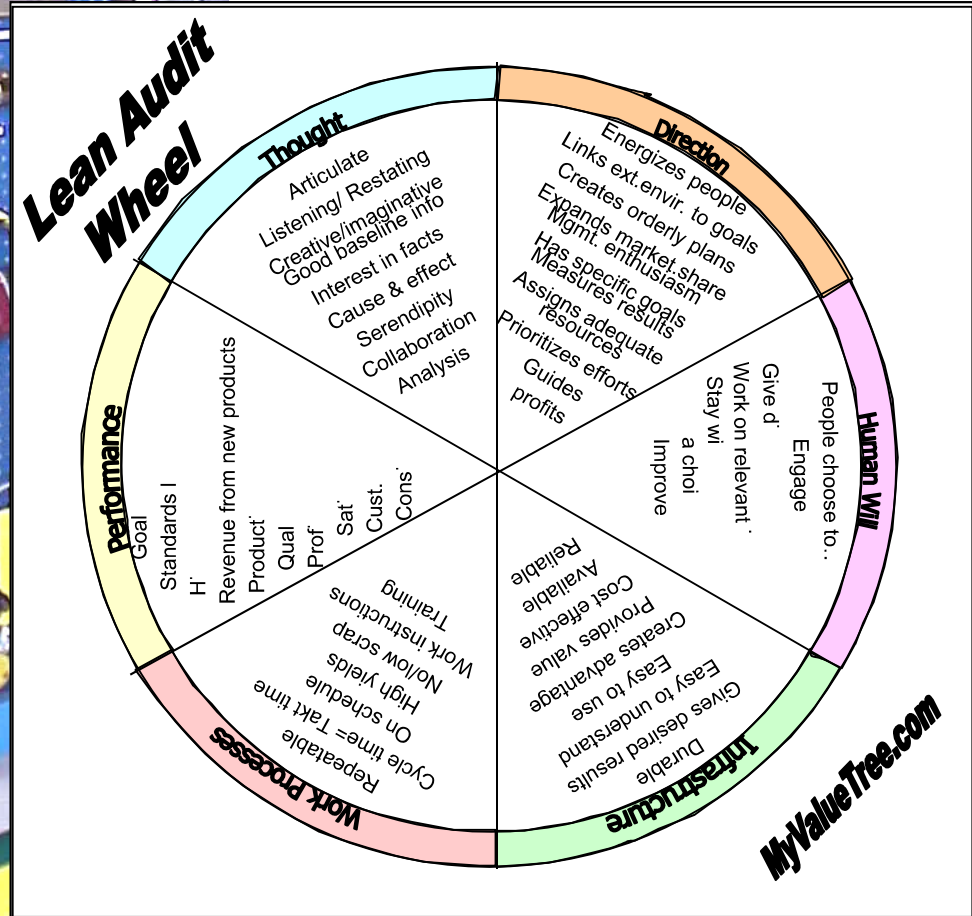 Lean Audit
Wheel
Thought
Articulate
Listening/ Restating
Creative/imaginative
Good baseline info
Interest in facts
Cause & effect
Serendipity
Collaboration
Analysis
Direction
Energizes people
Links ext.envir. to goals
Creates orderly plans
Expands market share
Mgmt. enthusiasm
Has specific goals
Measures results
Assigns adequate
resources
Prioritizes efforts
Guides
profits
Human Will
People choose to..
Engage
Give
Work on relevant
Stay
a
Improve
Infrastructure
Durable
Gives desired results
Easy to understand
Easy to use
Creates advantage
Provides value
Cost effective
Available
Reliable
Work Processes
Repeatable
Cycle time= Takt time
On schedule
High yields
No/low scrap
Work instructions
Training
Performance
Goal
Standards
Revenue from new products
Product
Qual
Prof
Sat
Cust.
Cons
MyValueTree.com